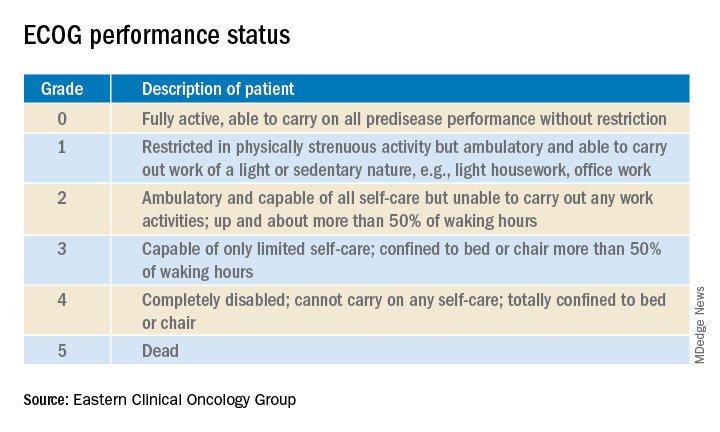 ECOG performance status
Grade Description of patient
0 Fully active, able to carry on all predisease performance without restriction
1 Restricted in physically strenuous activity but ambulatory and able to carry
out work of a light or sedentary nature, e.g., light housework, office work
2 Ambulatory and capable of all self-care but unable to carry out any work
activities; up and about more than 50% of waking hours
3 Capable of only limited self-care; confined to bed or chair more than 50%
of waking hours
4 Completely disabled; cannot carry on any self-care; totally confined to bed
or chair
5 Dead
MDedge News
Source: Eastern Clinical Oncology Group